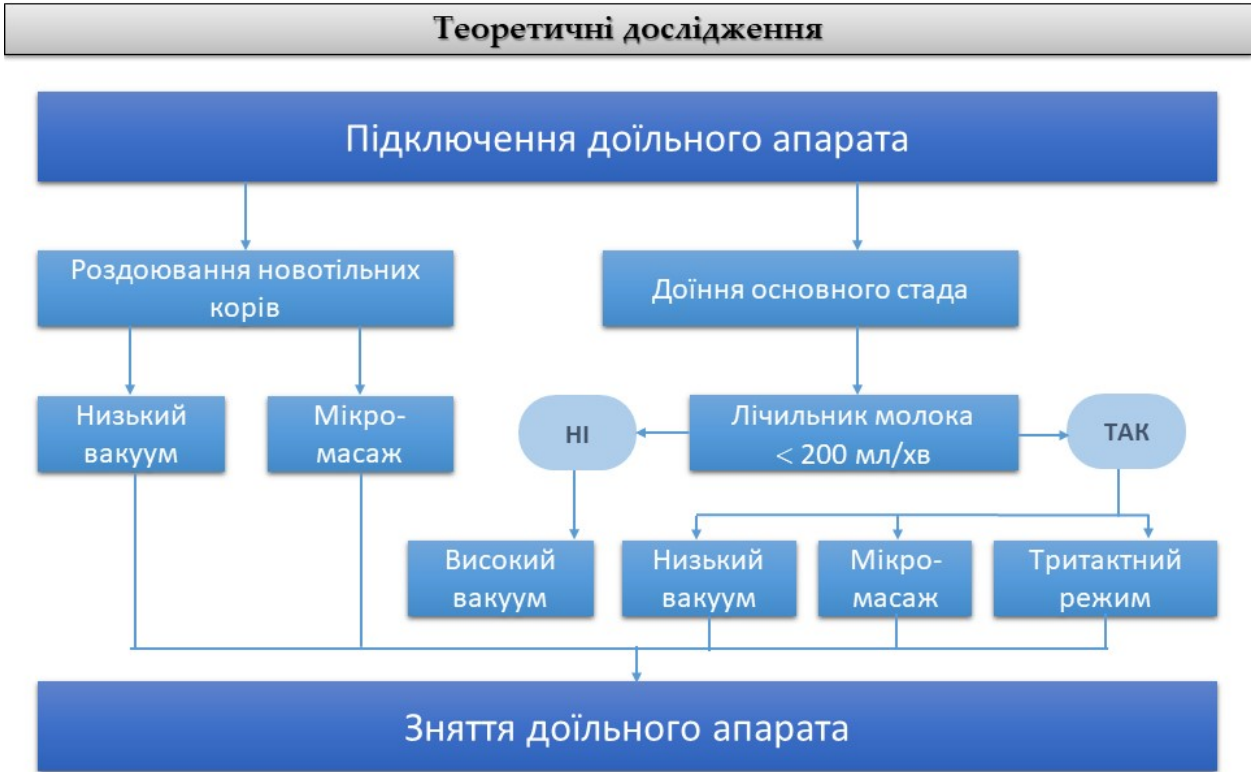 Теоретичні дослідження
Підключення доїльного апарата
Роздоювання новотільних
корів
Доїння основного стада
Низький
вакуум
Мікро-
масаж
НІ
Лічильник молока
< 200 мл/хв
ТАК
Високий
вакуум
Низький
вакуум
Мікро-
масаж
Тритактний
режим
Зняття доїльного апарата